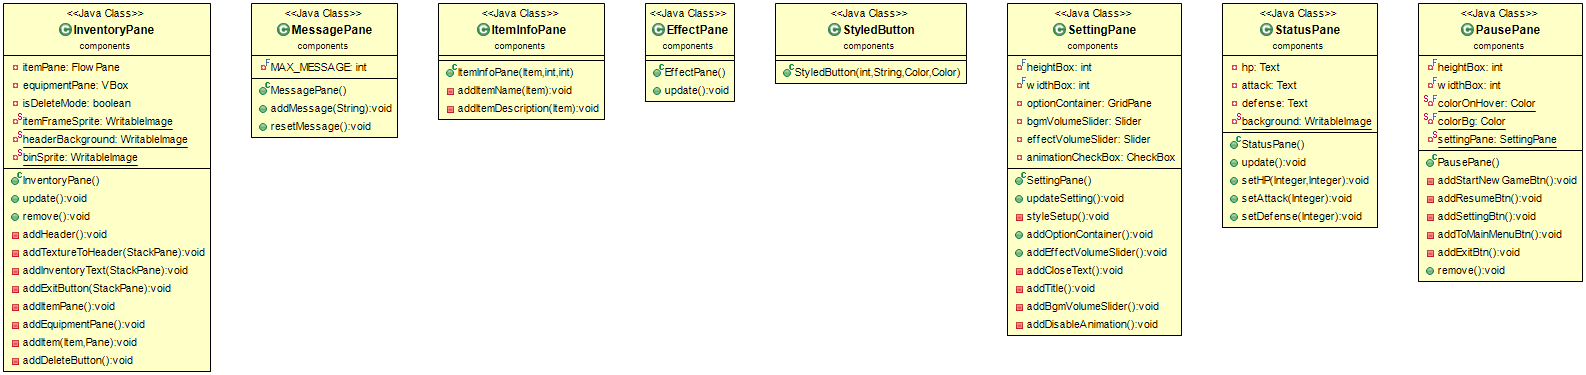 <<Java Class>>
InventoryPane
components
itemPane: FlowPane
equipmentPane: VBox
isDeleteMode: boolean
itemFrameSprite: WritableImage
headerBackground: WritableImage
binSprite: WritableImage
InventoryPane()
update():void
remove():void
addHeader():void
addTextureToHeader(StackPane):void
addInventoryText(StackPane):void
addExitButton(StackPane):void
addItemPane():void
addEquipmentPane():void
addItem(Item,Pane):void
addDeleteButton():void
<<Java Class>>
MessagePane
components
MAX_MESSAGE: int
MessagePane()
addMessage(String):void
resetMessage():void
<<Java Class>>
ItemInfoPane
components
ItemInfoPane(Item,int,int)
addItemName(Item):void
addItemDescription(Item):void
<<Java Class>>
EffectPane
components
EffectPane()
update():void
<<Java Class>>
StyledButton
components
StyledButton(int,String,Color,Color)
<<Java Class>>
SettingPane
components
heightBox: int
widthBox: int
optionContainer: GridPane
bgmVolumeSlider: Slider
effectVolumeSlider: Slider
animationCheckBox: CheckBox
SettingPane()
updateSetting():void
styleSetup():void
addOptionContainer():void
addEffectVolumeSlider():void
addCloseText():void
addTitle():void
addBgmVolumeSlider():void
addDisableAnimation():void
<<Java Class>>
StatusPane
components
hp: Text
attack: Text
defense: Text
background: WritableImage
StatusPane()
update():void
setHP(Integer,Integer):void
setAttack(Integer):void
setDefense(Integer):void
<<Java Class>>
PausePane
components
heightBox: int
widthBox: int
colorOnHover: Color
colorBg: Color
settingPane: SettingPane
PausePane()
addStartNewGameBtn():void
addResumeBtn():void
addSettingBtn():void
addToMainMenuBtn():void
addExitBtn():void
remove():void